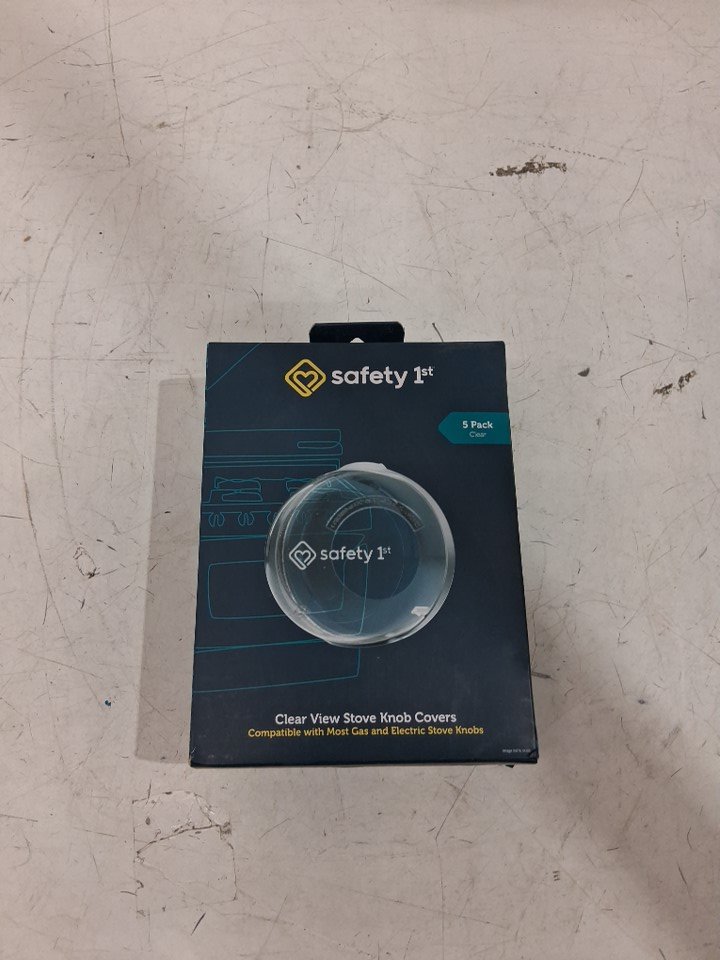 safety 1st
5 Pack
Clear
safety 1st
Clear View Stove Knob Covers
Compatible with Most Gas and Electric Stove Knobs